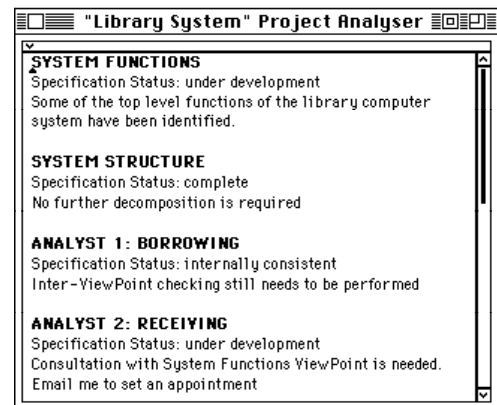 "Library System" Project Analyser
SYSTEM FUNCTIONS
Specification Status: under development
Some of the top level functions of the library computer
system have been identified.
SYSTEM STRUCTURE
Specification Status: complete
No further decomposition is required
ANALYST 1: BORROWING
Specification Status: internally consistent
Inter-ViewPoint checking still needs to be performed
ANALYST 2: RECEIVING
Specification Status: under development
Consultation with System Functions ViewPoint is needed.
Email me to set an appointment